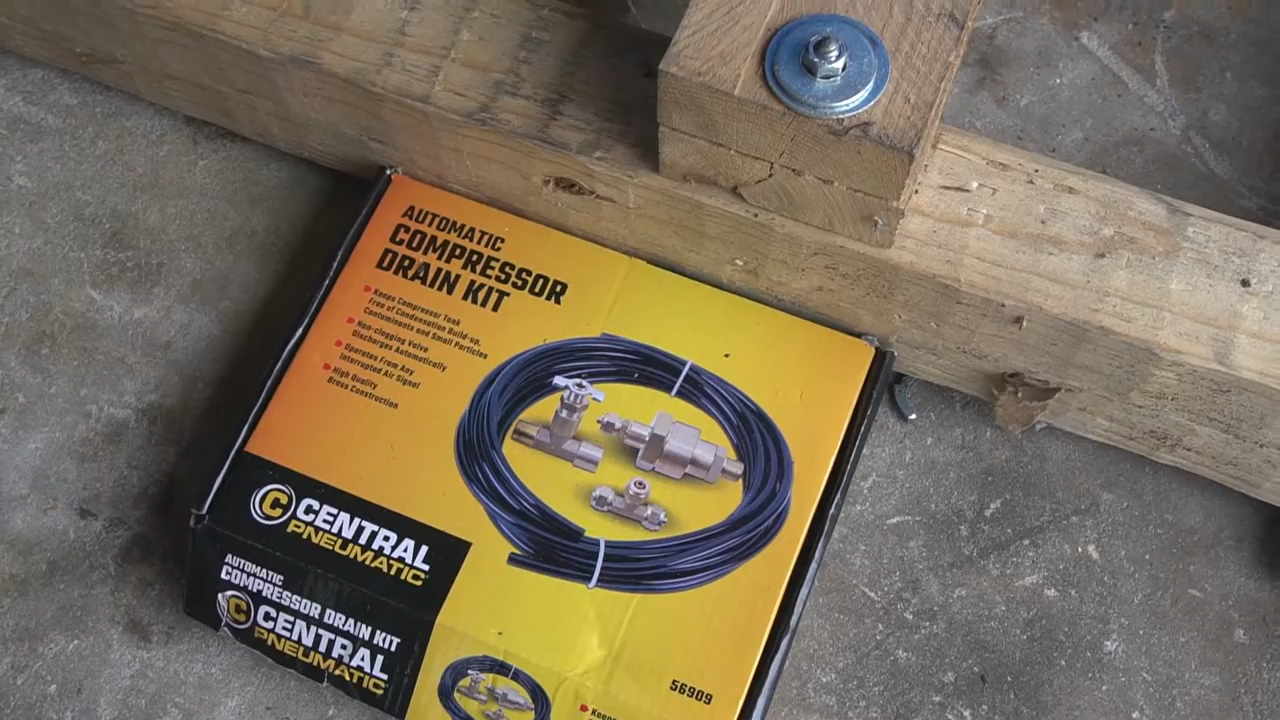 AUTOMATIC
COMPRESSOR
DRAIN KIT
Keeps Compressor Tank
Free of Condensation Build-up,
Contaminants and Small Particles
Non-clogging Valve
Discharges Automatically
Operates From Any
Interrupted Air Signal
High Quality
Brass Construction
C CENTRAL
PNEUMATIC
AUTOMATIC
COMPRESSOR DRAIN KIT
C CENTRAL
PNEUMATIC
56909
Keeps